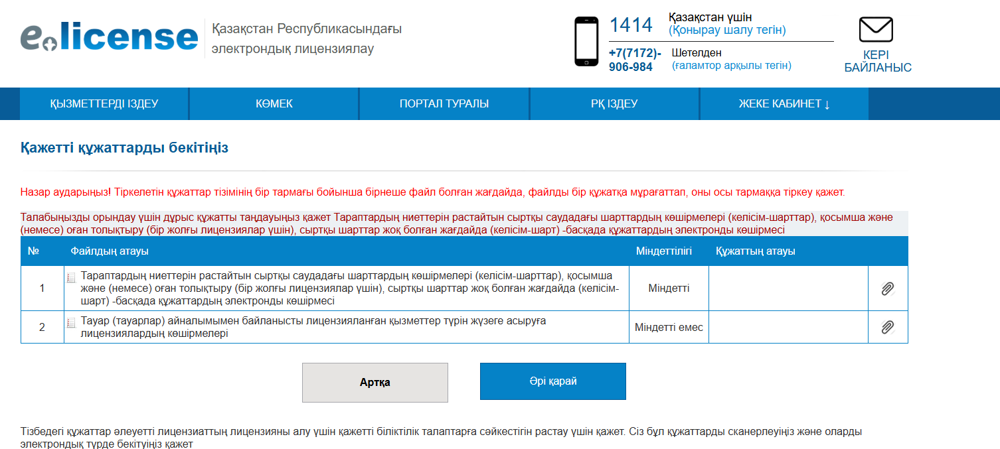 e.license
Қазақстан Республикасындағы
электрондық лицензиялау
1414
Қазақстан үшін
(Қонырау шалу тегін)
+7(7172)-
906-984
Шетелден
(ғаламтор арқылы тегін)
КЕРІ
БАЙЛАНЫС
ҚЫЗМЕТТЕРДІ ІЗДЕУ
КӨМЕК
ПОРТАЛ ТУРАЛЫ
РҚ ІЗДЕУ
ЖЕКЕ КАБИНЕТ ↓
Қажетті құжаттарды бекітіңіз
Назар аударыңыз! Тіркелетін құжаттар тізімінің бір тармағы бойынша бірнеше файл болған жағдайда, файлды бір құжатқа мұрағаттап, оны осы тармаққа тіркеу қажет.
Талабыңызды орындау үшін дұрыс құжатты таңдауыңыз қажет Тараптардың ниеттерін растайтын сыртқы саудадағы шарттардың көшірмелері (келісім-шарттар), қосымша және
(немесе) оған толықтыру (бір жолғы лицензиялар үшін), сыртқы шарттар жоқ болған жағдайда (келісім-шарт) -басқада құжаттардың электронды көшірмесі
№ Файлдың атауы Міндеттілігі Құжаттың атауы
1
Тараптардың ниеттерін растайтын сыртқы саудадағы шарттардың көшірмелері (келісім-шарттар), қосымша
және (немесе) оған толықтыру (бір жолғы лицензиялар үшін), сыртқы шарттар жоқ болған жағдайда (келісім-
шарт) -басқада құжаттардың электронды көшірмесі
Міндетті
2
Тауар (тауарлар) айналымымен байланысты лицензияланған қызметтер түрін жүзеге асыруға
лицензиялардың көшірмелері
Міндетті емес
Артқа
Әрі қарай
Тізбедегі құжаттар әлеуетті лицензиаттың лицензияны алу үшін қажетті біліктілік талаптарға сәйкестігін растау үшін қажет. Сіз бұл құжаттарды сканерлеуіңіз және оларды
электрондық түрде бекітуіңіз қажет